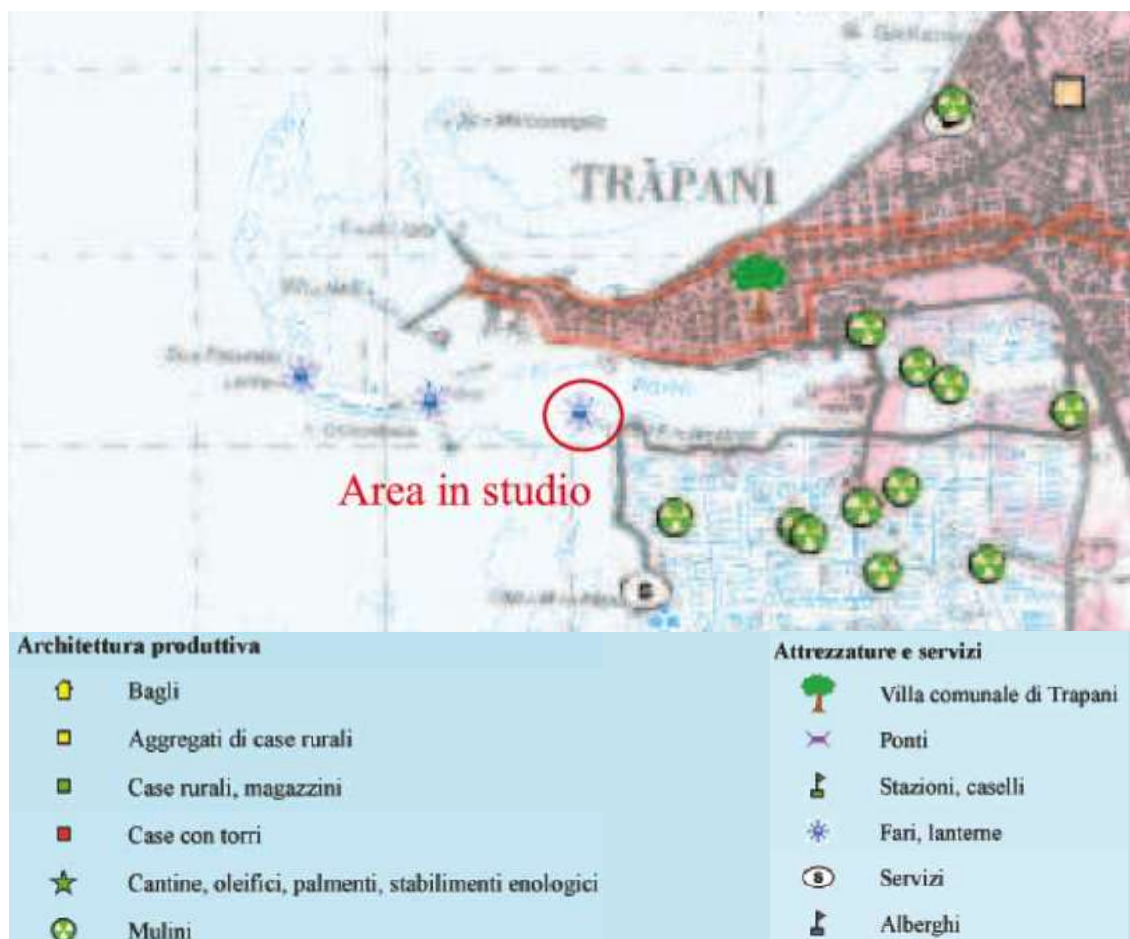 TRÀPANI
Area in studio
S
Architettura produttiva
Bagli
Aggregati di case rurali
Case rurali, magazzini
Case con torri
Cantine, oleifici, palmenti, stabilimenti enologici
Mulini
Attrezzature e servizi
Villa comunale di Trapani
Ponti
Stazioni, caselli
Fari, lanterne
S Servizi
Alberghi